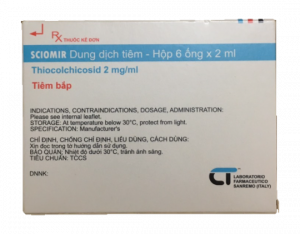 Rx THUỐC KÊ ĐƠN
SCIOMIR Dung dịch tiêm - Hộp 6 ống x 2 ml
Thiocolchicosid 2 mg/ml
Tiêm bắp
INDICATIONS, CONTRAINDICATIONS, DOSAGE, ADMINISTRATION:
Please see internal leaflet.
STORAGE: At temperature below 30°C, protect from light.
SPECIFICATION: Manufacturer's
CHỈ ĐỊNH, CHỐNG CHỈ ĐỊNH, LIỀU DÙNG, CÁCH DÙNG:
Xin đọc trong tờ hướng dẫn sử dụng.
BẢO QUẢN: Nhiệt độ dưới 30°C, tránh ánh sáng.
TIÊU CHUẨN: TCCS
DNNK:
CT LABORATORIO
FARMACEUTICO
SANREMO (ITALY)